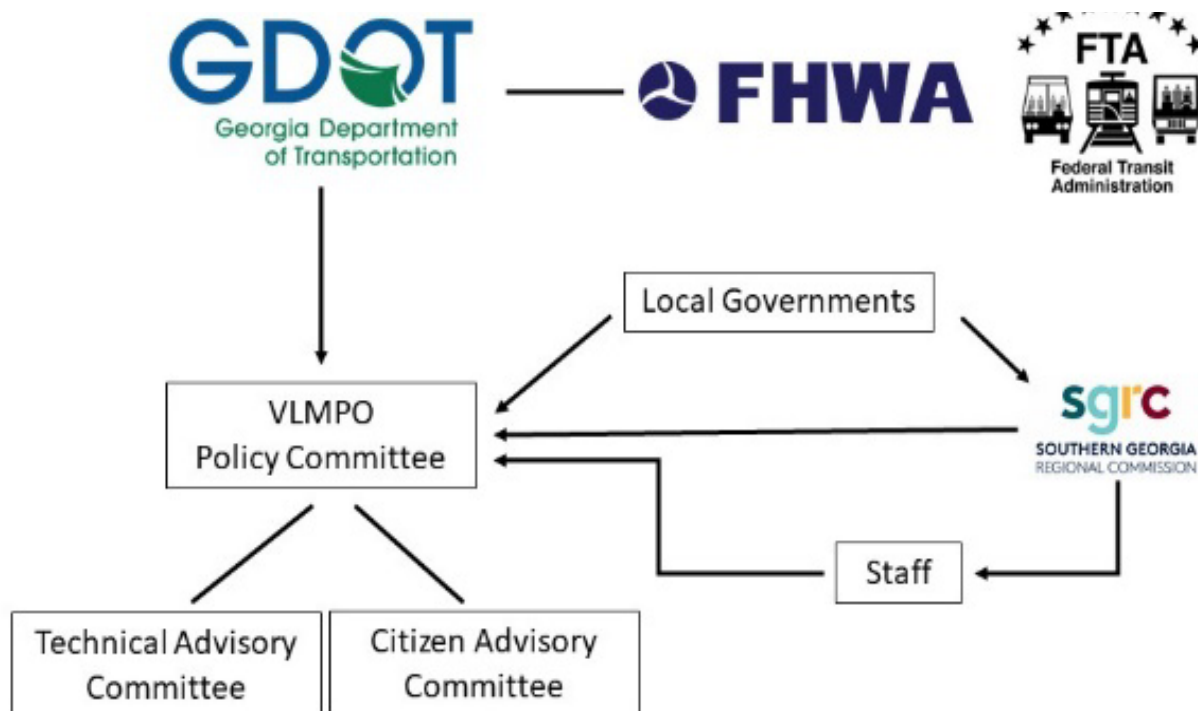 GDOT
Georgia Department
of Transportation
FHWA
FTA
Federal Transit
Administration
Local Governments
VLMPO
Policy Committee
sgrc
SOUTHERN GEORGIA
REGIONAL COMMISSION
Staff
Technical Advisory
Committee
Citizen Advisory
Committee